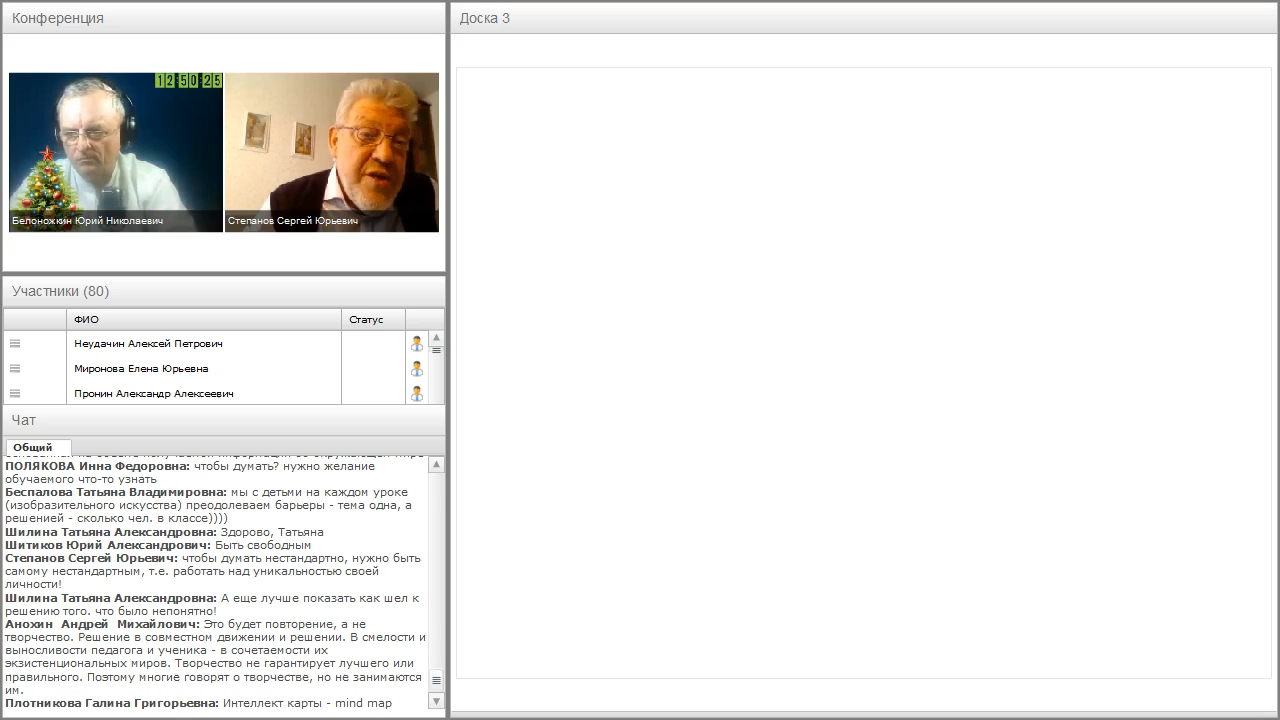 Конференция
Доска 3
12:50:25
Белоножкин Юрий Николаевич
Степанов Сергей Юрьевич
Участники (80)
ФИО
Статус
Неудачин Алексей Петрович
Миронова Елена Юрьевна
Пронин Александр Алексеевич
Чат
Общий
ПОЛЯКОВА Инна Федоровна: чтобы думать? нужно желание
обучаемого что-то узнать
Беспалова Татьяна Владимировна: мы с детьми на каждом уроке
(изобразительного искусства) преодолеваем барьеры - тема одна, а
решенией - сколько чел. в классе))))
Шилина Татьяна Александровна: Здорово, Татьяна
Шитиков Юрий Александрович: Быть свободным
Степанов Сергей Юрьевич: чтобы думать нестандартно, нужно быть
самому нестандартным, т.е. работать над уникальностью своей
личности!
Шилина Татьяна Александровна: А еще лучше показать как шел к
решению того. что было непонятно!
Анохин Андрей Михайлович: Это будет повторение, а не
творчество. Решение в совместном движении и решении. В смелости и
выносливости педагога и ученика - в сочетаемости их
экзистенциональных миров. Творчество не гарантирует лучшего или
правильного. Поэтому многие говорят о творчестве, но не занимаются
им.
Плотникова Галина Григорьевна: Интеллект карты - mind map